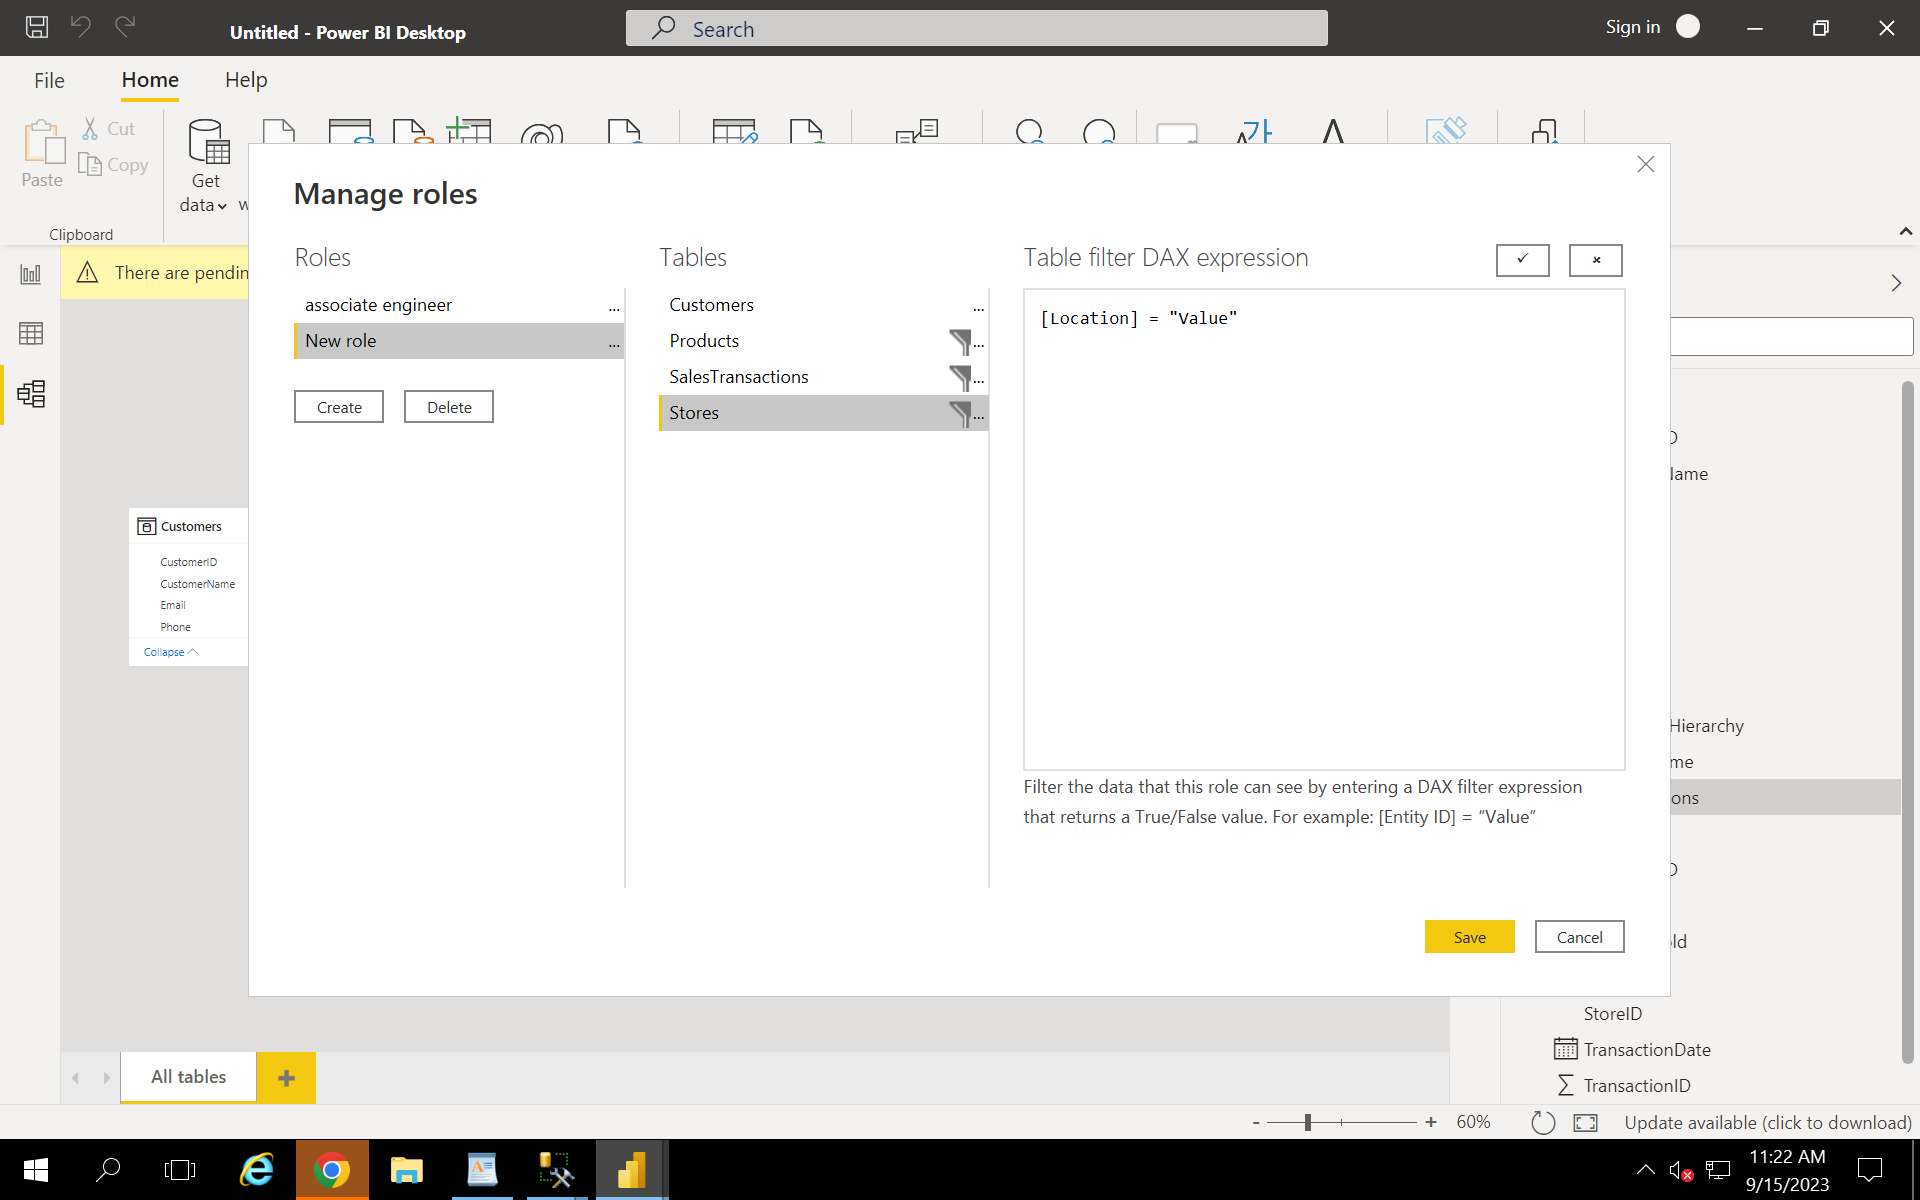 Untitled - Power BI Desktop
Search
Sign in
File
Home
Help
Paste
Cut
Copy
Clipboard
Get
data
There are pendin
Manage roles
Roles
associate engineer
...
New role
...
Create
Delete
Tables
Customers
...
Products
...
SalesTransactions
...
Stores
...
Table filter DAX expression
[Location] = "Value"
Filter the data that this role can see by entering a DAX filter expression
that returns a True/False value. For example: [Entity ID] = “Value”
Save
Cancel
Customers
CustomerID
CustomerName
Email
Phone
Collapse
Hierarchy
StoreID
TransactionDate
TransactionID
All tables
+
- + 60%
Update available (click to download)
11:22 AM
9/15/2023